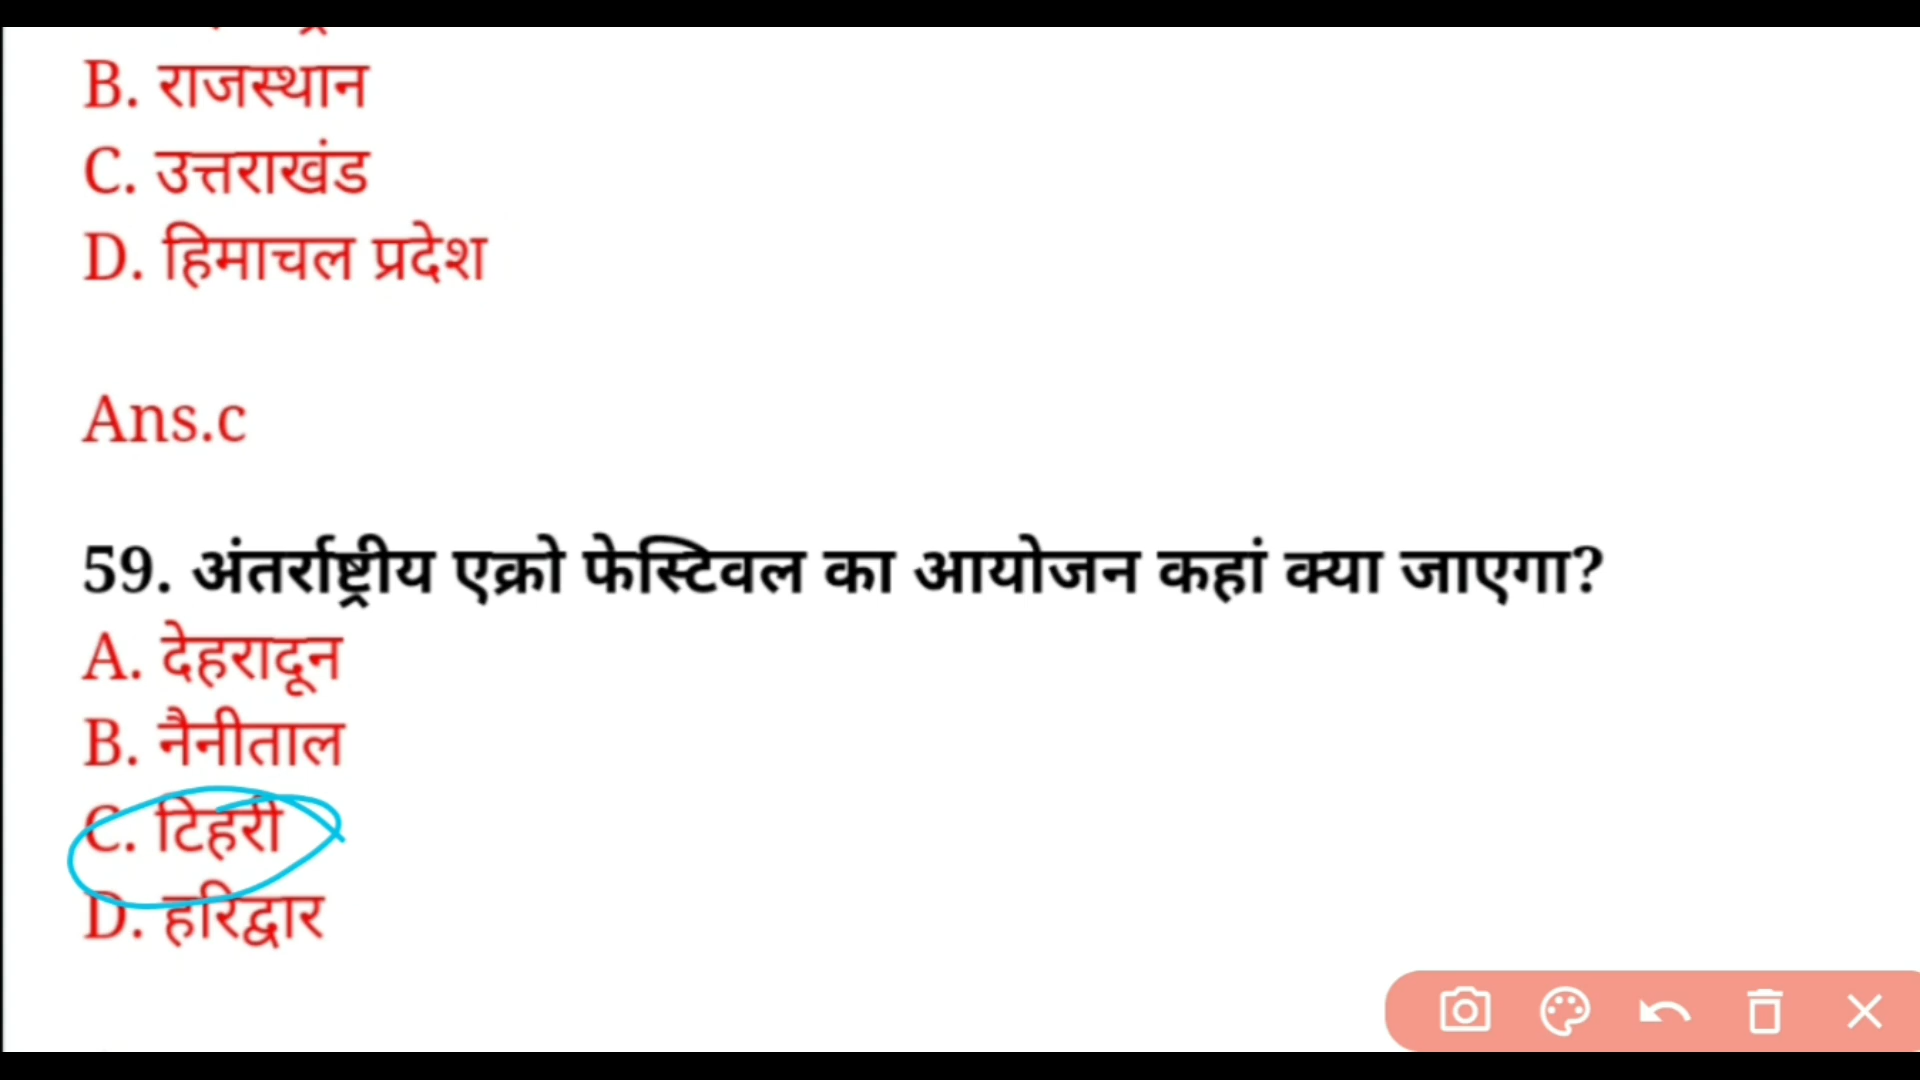 B. राजस्थान
C. उत्तराखंड
D. हिमाचल प्रदेश
Ans.c
59. अंतर्राष्ट्रीय एक्रो फेस्टिवल का आयोजन कहां क्या जाएगा?
A. देहरादून
B. नैनीताल
C. टिहरी
D. हरिद्वार